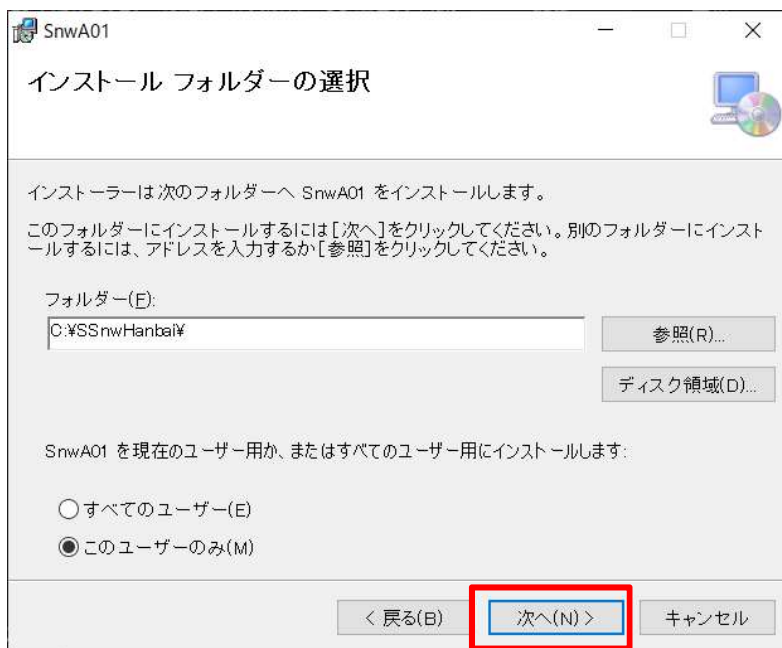 SnwA01
インストール フォルダーの選択
インストーラーは次のフォルダーへ SnwA01 をインストールします。
このフォルダーにインストールするには[次へ]をクリックしてください。別のフォルダーにインスト
ールするには、アドレスを入力するか[参照]をクリックしてください。
フォルダー(F):
C:¥SSnwHanbai¥
参照(R)...
ディスク領域(D)...
SnwA01 を現在のユーザー用か、またはすべてのユーザー用にインストールします:
すべてのユーザー(E)
このユーザーのみ(M)
< 戻る(B) 次へ(N) > キャンセル